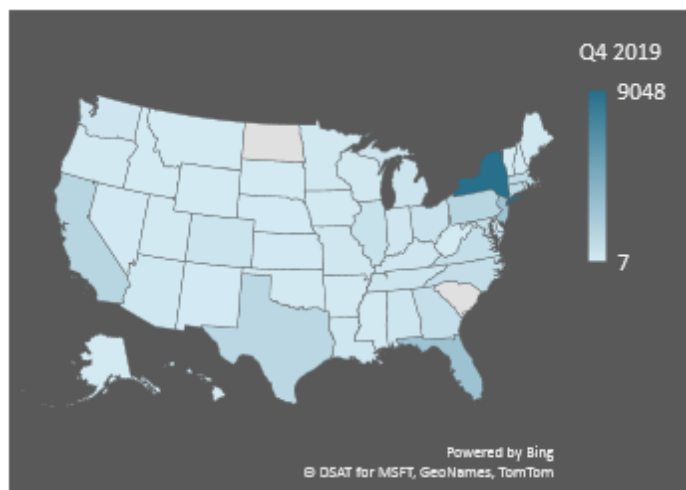 Q4 2019
9048
7
Powered by Bing
© DSAT for MSFT, GeoNames, TomTom